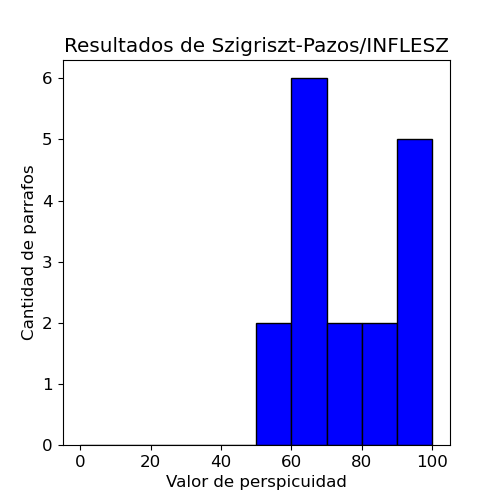 Resultados de Szigriszt-Pazos/INFLESZ
Cantidad de parrafos
6
5
4
3
2
1
0
0 20 40 60 80 100
Valor de perspicuidad